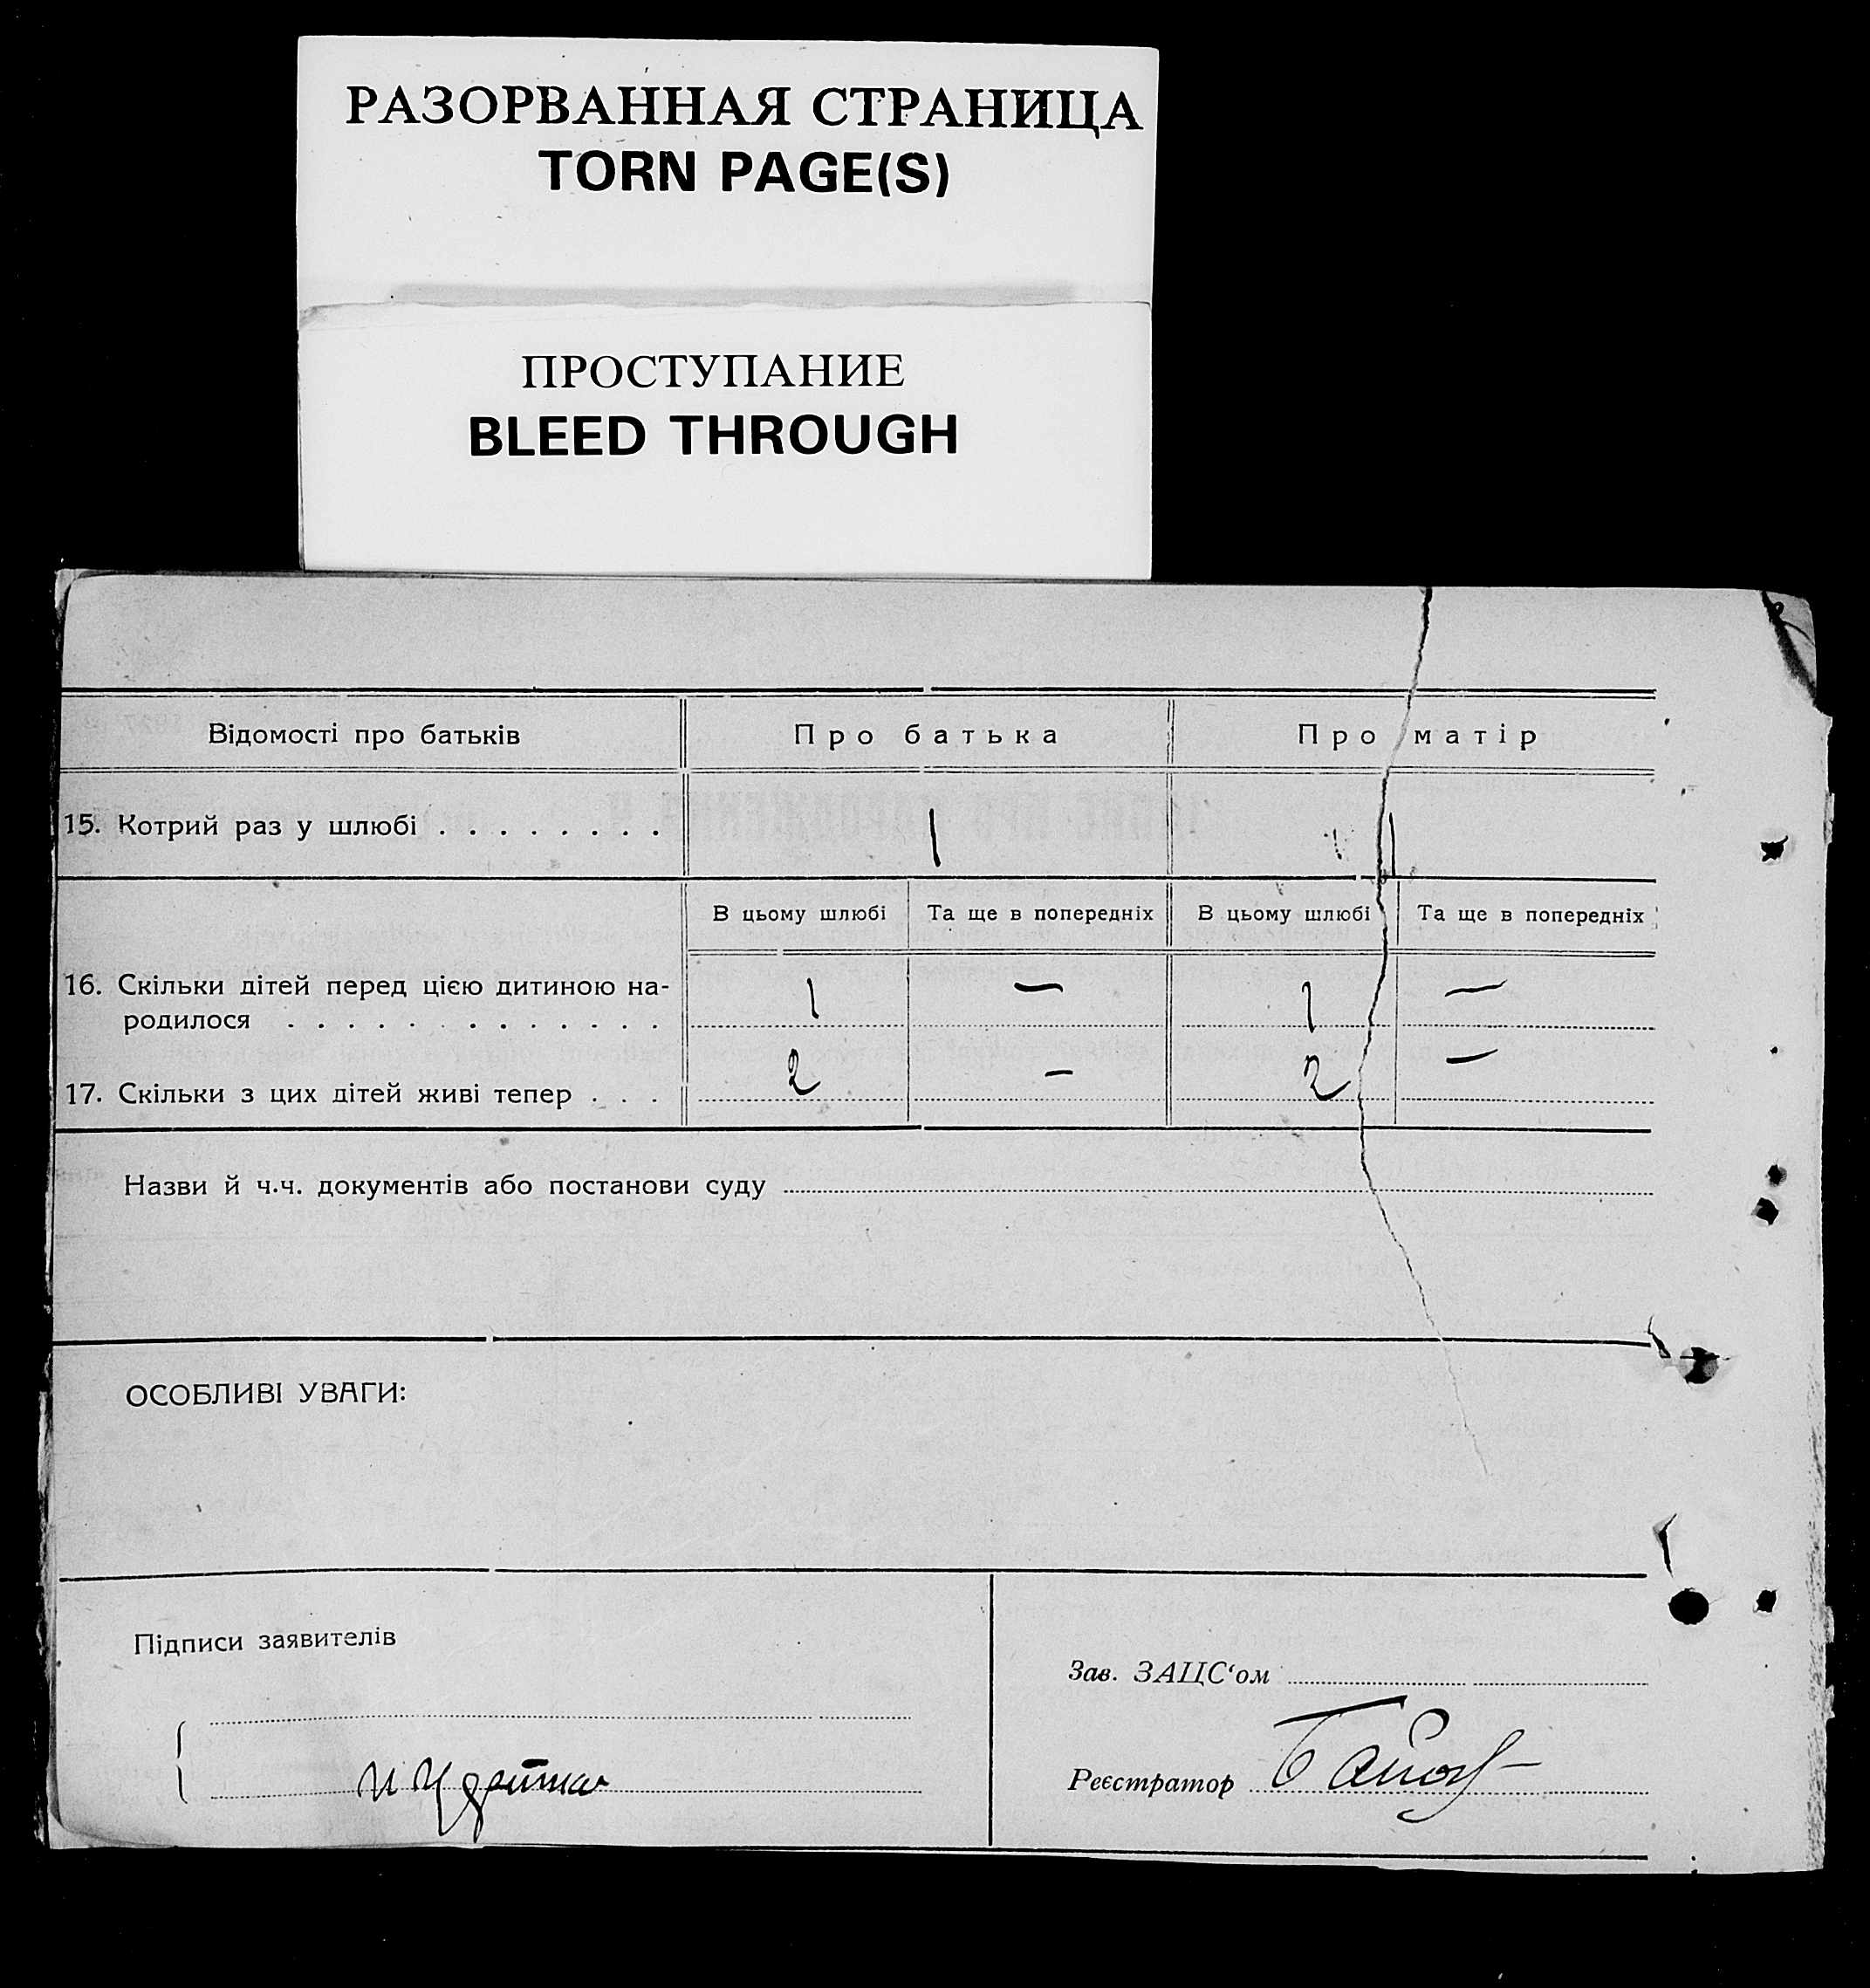 РАЗОРВАННАЯ СТРАНИЦА
TORN PAGE(S)
ПРОСТУПАНИЕ
BLEED THROUGH
Відомості про батьків Про батька Про матір
15. Котрий раз у шлюбі . . . . . . . . 1 1
В цьому шлюбі Та ще в попередніх В цьому шлюбі Та ще в попередніх
16. Скільки дітей перед цією дитиною на- 1 — 1 —
родилося . . . . . . . . . . . . .
17. Скільки з цих дітей живі тепер . . . 2 — 2 —
Назви й ч.ч. документів або постанови суду
ОСОБЛИВІ УВАГИ:
Підписи заявителів
Зав. ЗАЦС‘ом
Реєстратор